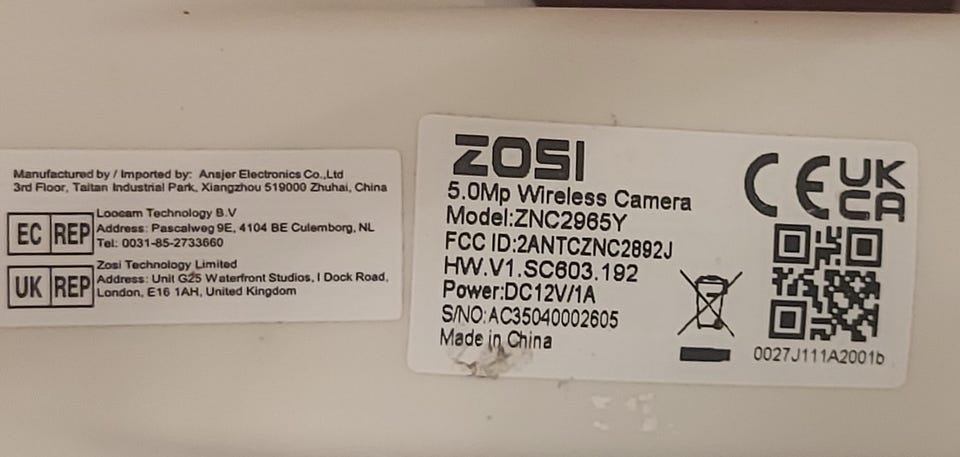 Manufactured by / Imported by: Ansjer Electronics Co.,Ltd
3rd Floor, Taitan Industrial Park, Xiangzhou 519000 Zhuhai, China
EC REP
Loocam Technology B.V
Address: Pascalweg 9E, 4104 BE Culemborg, NL
Tel: 0031-85-2733660
UK REP
Zosi Technology Limited
Address: Unit G25 Waterfront Studios, I Dock Road,
London, E16 1AH, United Kingdom
ZOSI
5.0Mp Wireless Camera
Model:ZNC2965Y
FCC ID:2ANTCZNC2892J
HW.V1.SC603.192
Power:DC12V/1A
S/NO:AC35040002605
Made in China
CE
UK
CA
0027J111A2001b